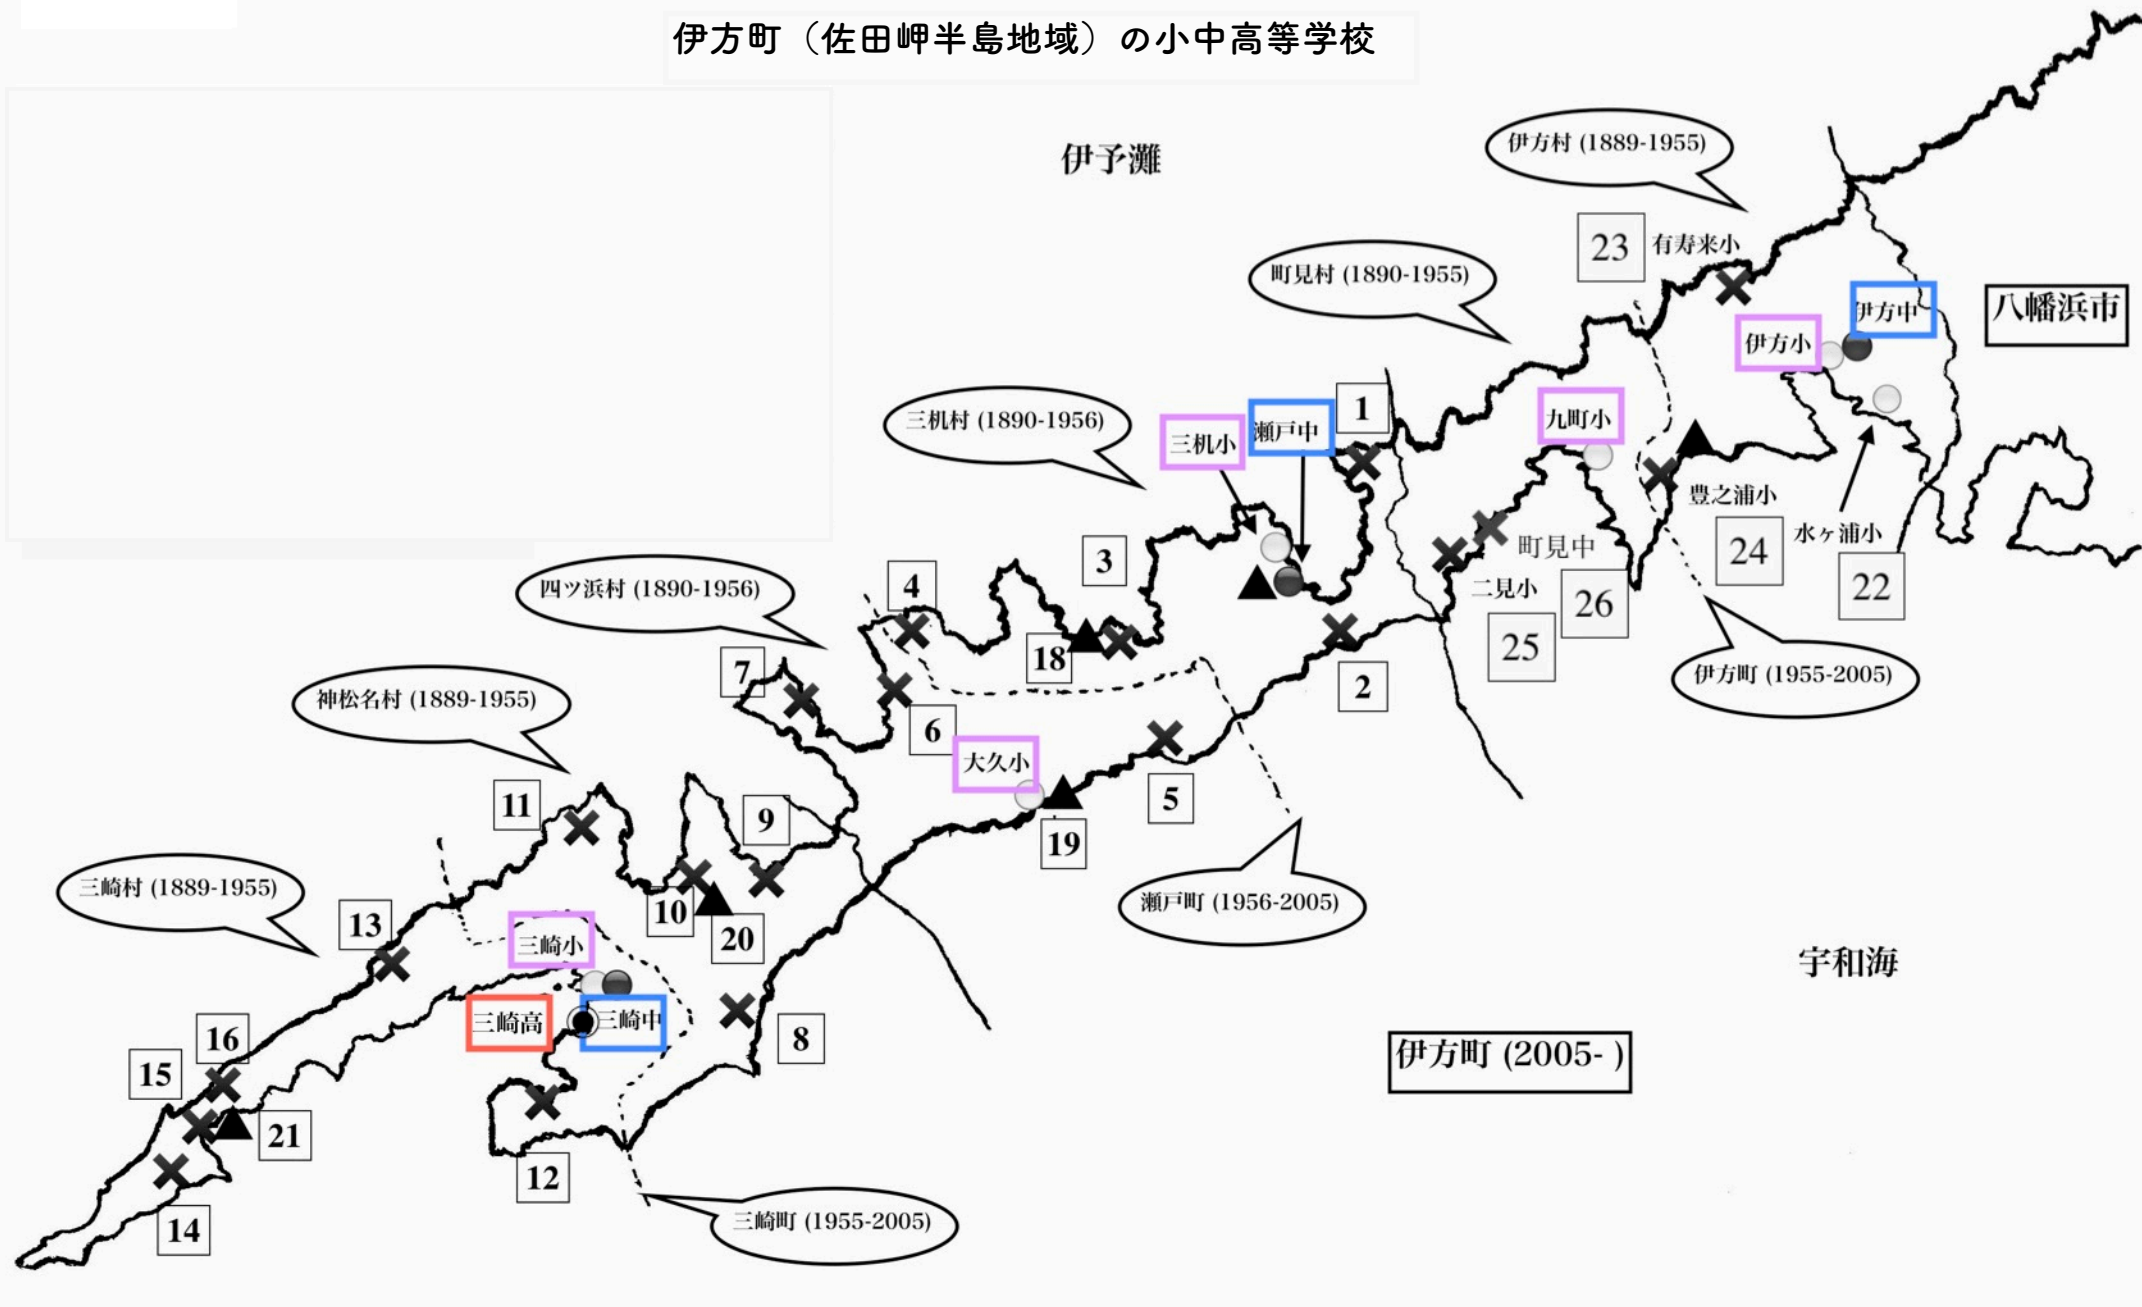 伊方町（佐田岬半島地域）の小中高等学校
伊予灘
伊方村 (1889-1955)
23
有寿来小
町見村 (1890-1955)
伊方中
八幡浜市
伊方小
三机村 (1890-1956)
三机小
瀬戸中
1
九町小
豊之浦小
24
水ヶ浦小
22
町見中
26
二見小
25
3
4
四ツ浜村 (1890-1956)
18
2
伊方町 (1955-2005)
7
神松名村 (1889-1955)
6
大久小
5
19
11
9
三崎村 (1889-1955)
13
10
20
瀬戸町 (1956-2005)
三崎小
宇和海
三崎高
三崎中
8
16
15
伊方町 (2005- )
21
12
14
三崎町 (1955-2005)